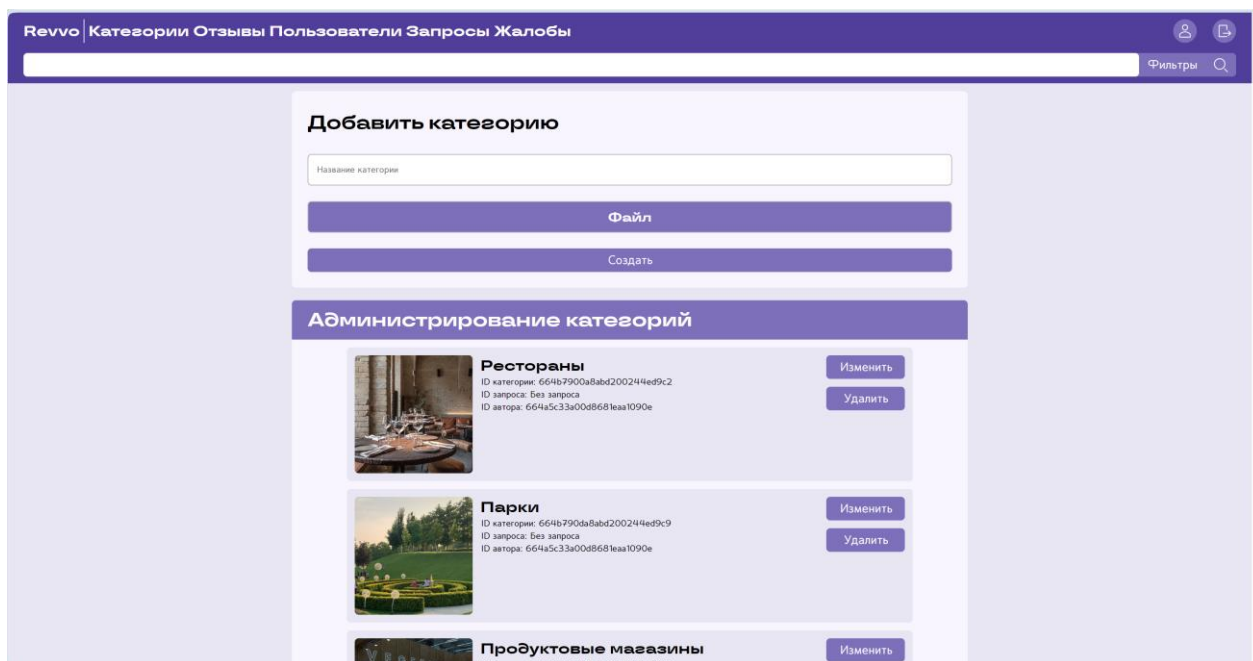 Revvo Категории Отзывы Пользователи Запросы Жалобы
Фильтры
Добавить категорию
Название категории
Файл
Создать
Администрирование категорий
Рестораны
ID категории: 664b7900a8abd200244ed9c2
ID запроса: Без запроса
ID автора: 664a5c33a00d8681eaa1090e
Изменить
Удалить
Парки
ID категории: 664b790da8abd200244ed9c9
ID запроса: Без запроса
ID автора: 664a5c33a00d8681eaa1090e
Изменить
Удалить
Продуктовые магазины
Изменить